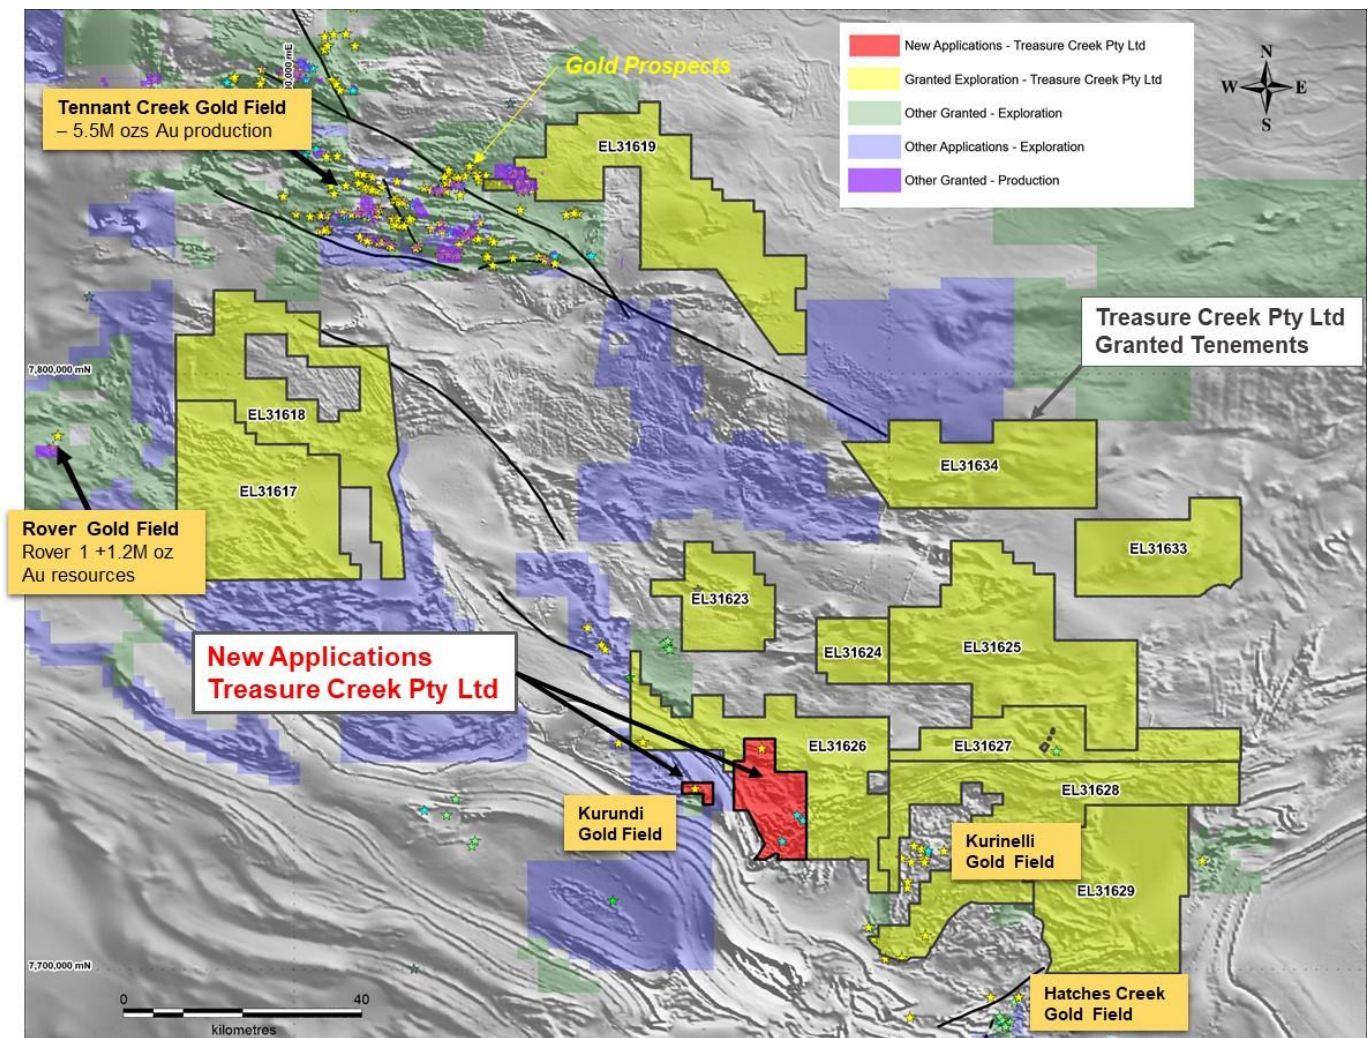 New Applications - Treasure Creek Pty Ltd
Granted Exploration - Treasure Creek Pty Ltd
Other Granted - Exploration
Other Applications - Exploration
Other Granted - Production
N
W
E
S
Gold Prospects
Tennant Creek Gold Field
– 5.5M ozs Au production
EL31619
Treasure Creek Pty Ltd
Granted Tenements
7,800,000 mN
EL31618
EL31634
EL31617
Rover Gold Field
Rover 1 +1.2M oz
Au resources
EL31633
EL31623
New Applications
Treasure Creek Pty Ltd
EL31624
EL31625
EL31626
EL31627
EL31628
Kurundi
Gold Field
Kurinelli
Gold Field
EL31629
7,700,000 mN
Hatches Creek
Gold Field
0
40
kilometres